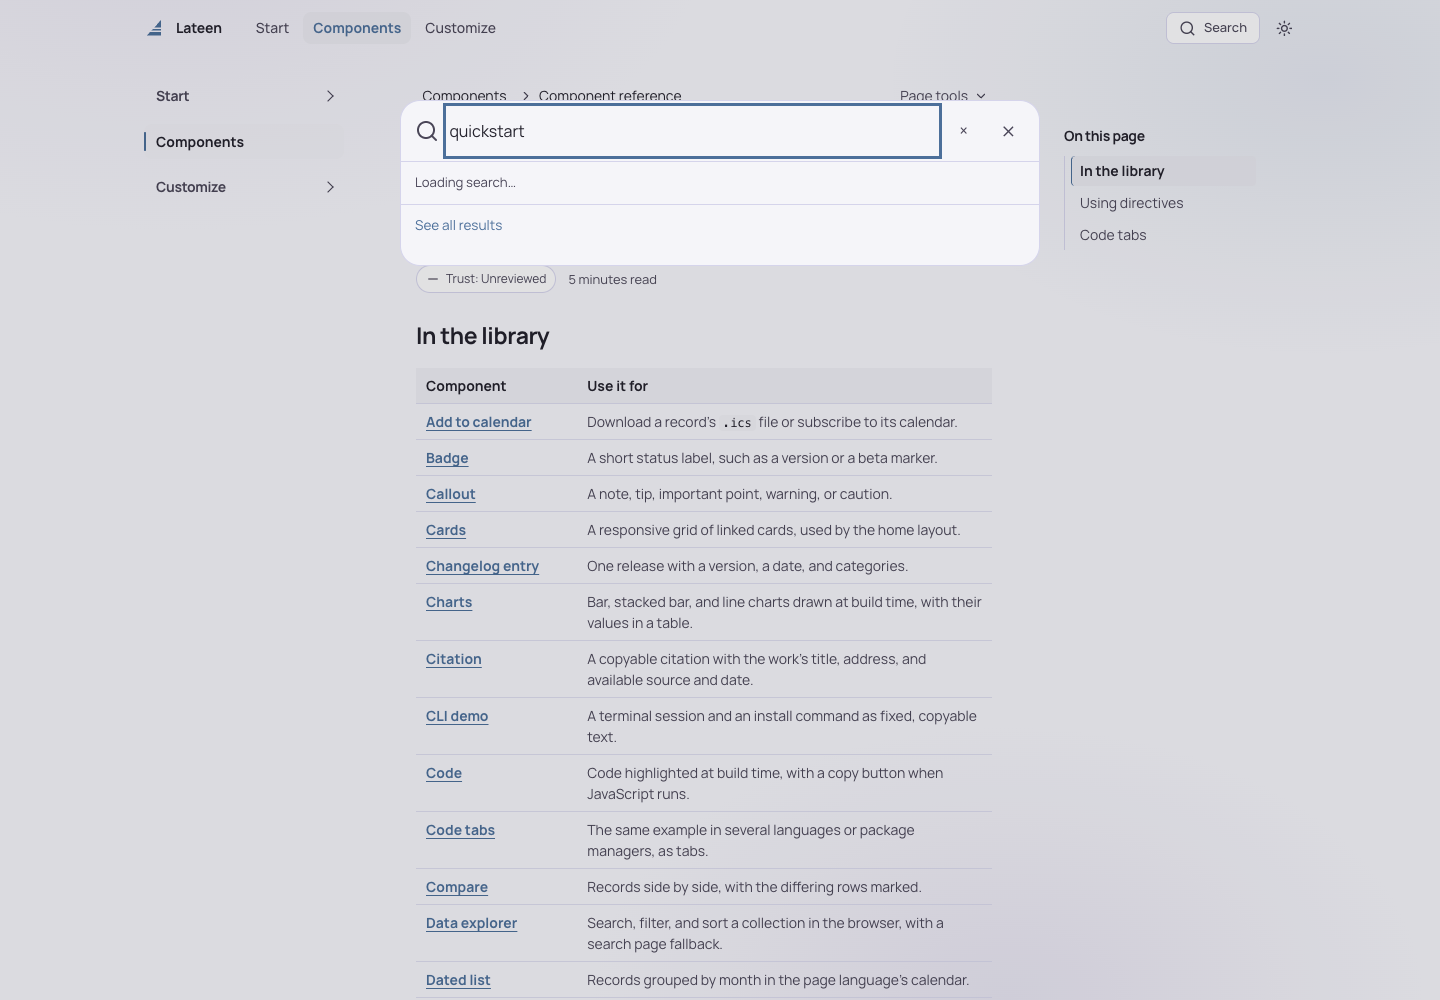 Lateen
Start
Components
Customize
Search
Start
Components
Customize
Components
Component reference
Page tools
quickstart
Loading search…
See all results
Trust: Unreviewed
5 minutes read
On this page
In the library
Using directives
Code tabs
In the library
Component Use it for
Add to calendar Download a record’s .ics file or subscribe to its calendar.
Badge A short status label, such as a version or a beta marker.
Callout A note, tip, important point, warning, or caution.
Cards A responsive grid of linked cards, used by the home layout.
Changelog entry One release with a version, a date, and categories.
Charts Bar, stacked bar, and line charts drawn at build time, with their
values in a table.
Citation A copyable citation with the work’s title, address, and
available source and date.
CLI demo A terminal session and an install command as fixed, copyable
text.
Code Code highlighted at build time, with a copy button when
JavaScript runs.
Code tabs The same example in several languages or package
managers, as tabs.
Compare Records side by side, with the differing rows marked.
Data explorer Search, filter, and sort a collection in the browser, with a
search page fallback.
Dated list Records grouped by month in the page language’s calendar.